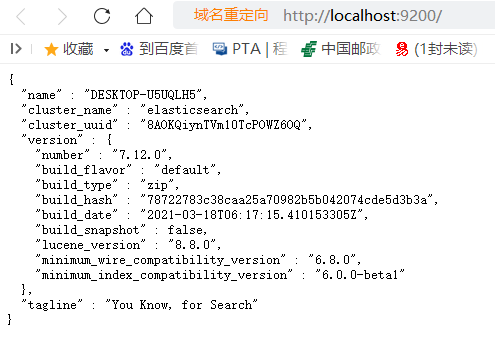 域名重定向 http://localhost:9200/
收藏 到百度首 PTA | 程 中国邮政 易 (1封未读)
{
  "name" : "DESKTOP-U5UQLH5",
  "cluster_name" : "elasticsearch",
  "cluster_uuid" : "8AOKQiynTVm10TcPOWZ6OQ",
  "version" : {
    "number" : "7.12.0",
    "build_flavor" : "default",
    "build_type" : "zip",
    "build_hash" : "78722783c38caa25a70982b5b042074cde5d3b3a",
    "build_date" : "2021-03-18T06:17:15.410153305Z",
    "build_snapshot" : false,
    "lucene_version" : "8.8.0",
    "minimum_wire_compatibility_version" : "6.8.0",
    "minimum_index_compatibility_version" : "6.0.0-beta1"
  },
  "tagline" : "You Know, for Search"
}